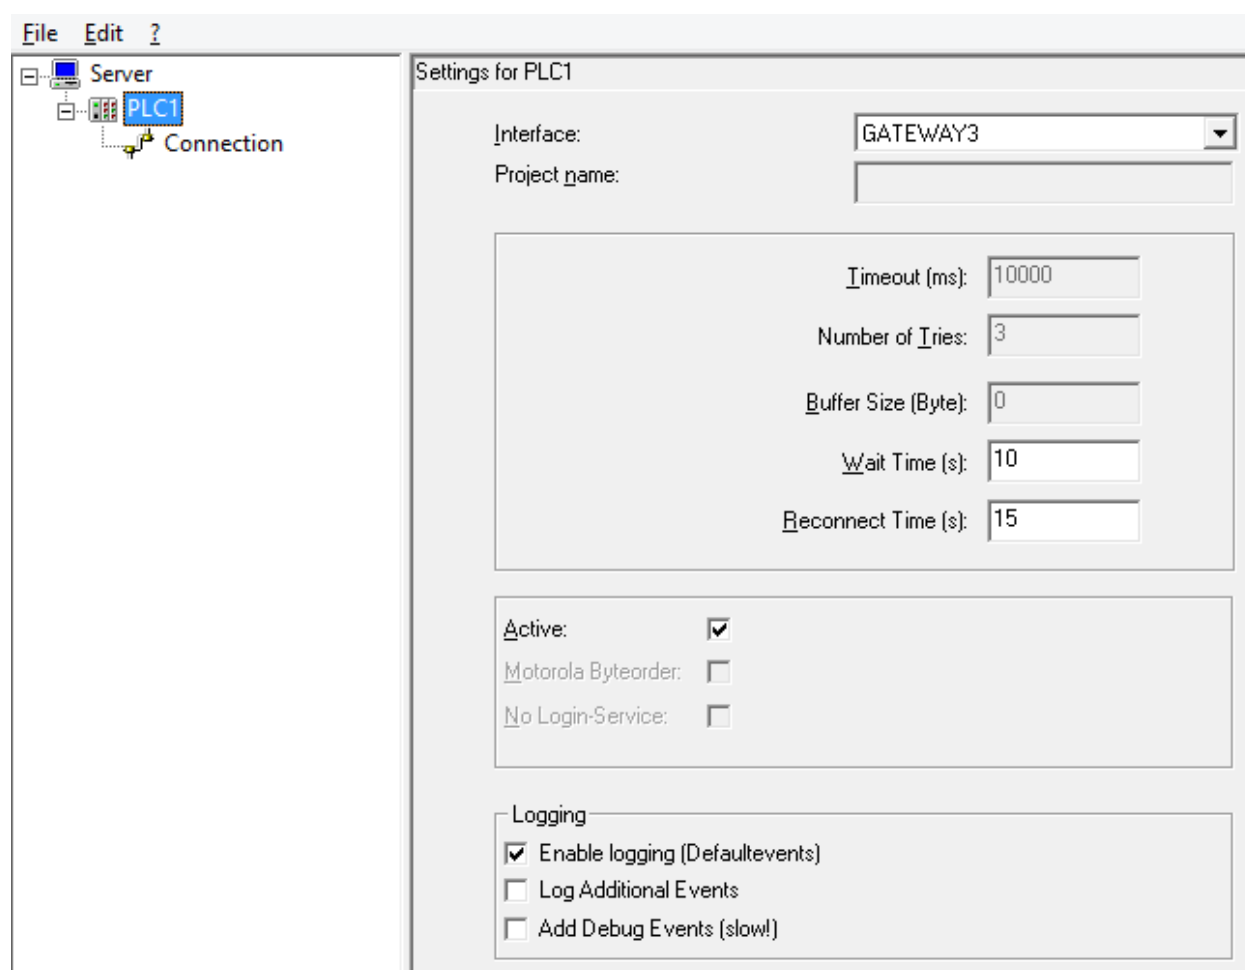 File Edit ?
Server
PLC1
Connection
Settings for PLC1
Interface: GATEWAY3
Project name:
Timeout (ms): 10000
Number of Tries: 3
Buffer Size (Byte): 0
Wait Time (s): 10
Reconnect Time (s): 15
Active:
Motorola Byteorder:
No Login-Service:
Logging
Enable logging (Defaultevents)
Log Additional Events
Add Debug Events (slow!)